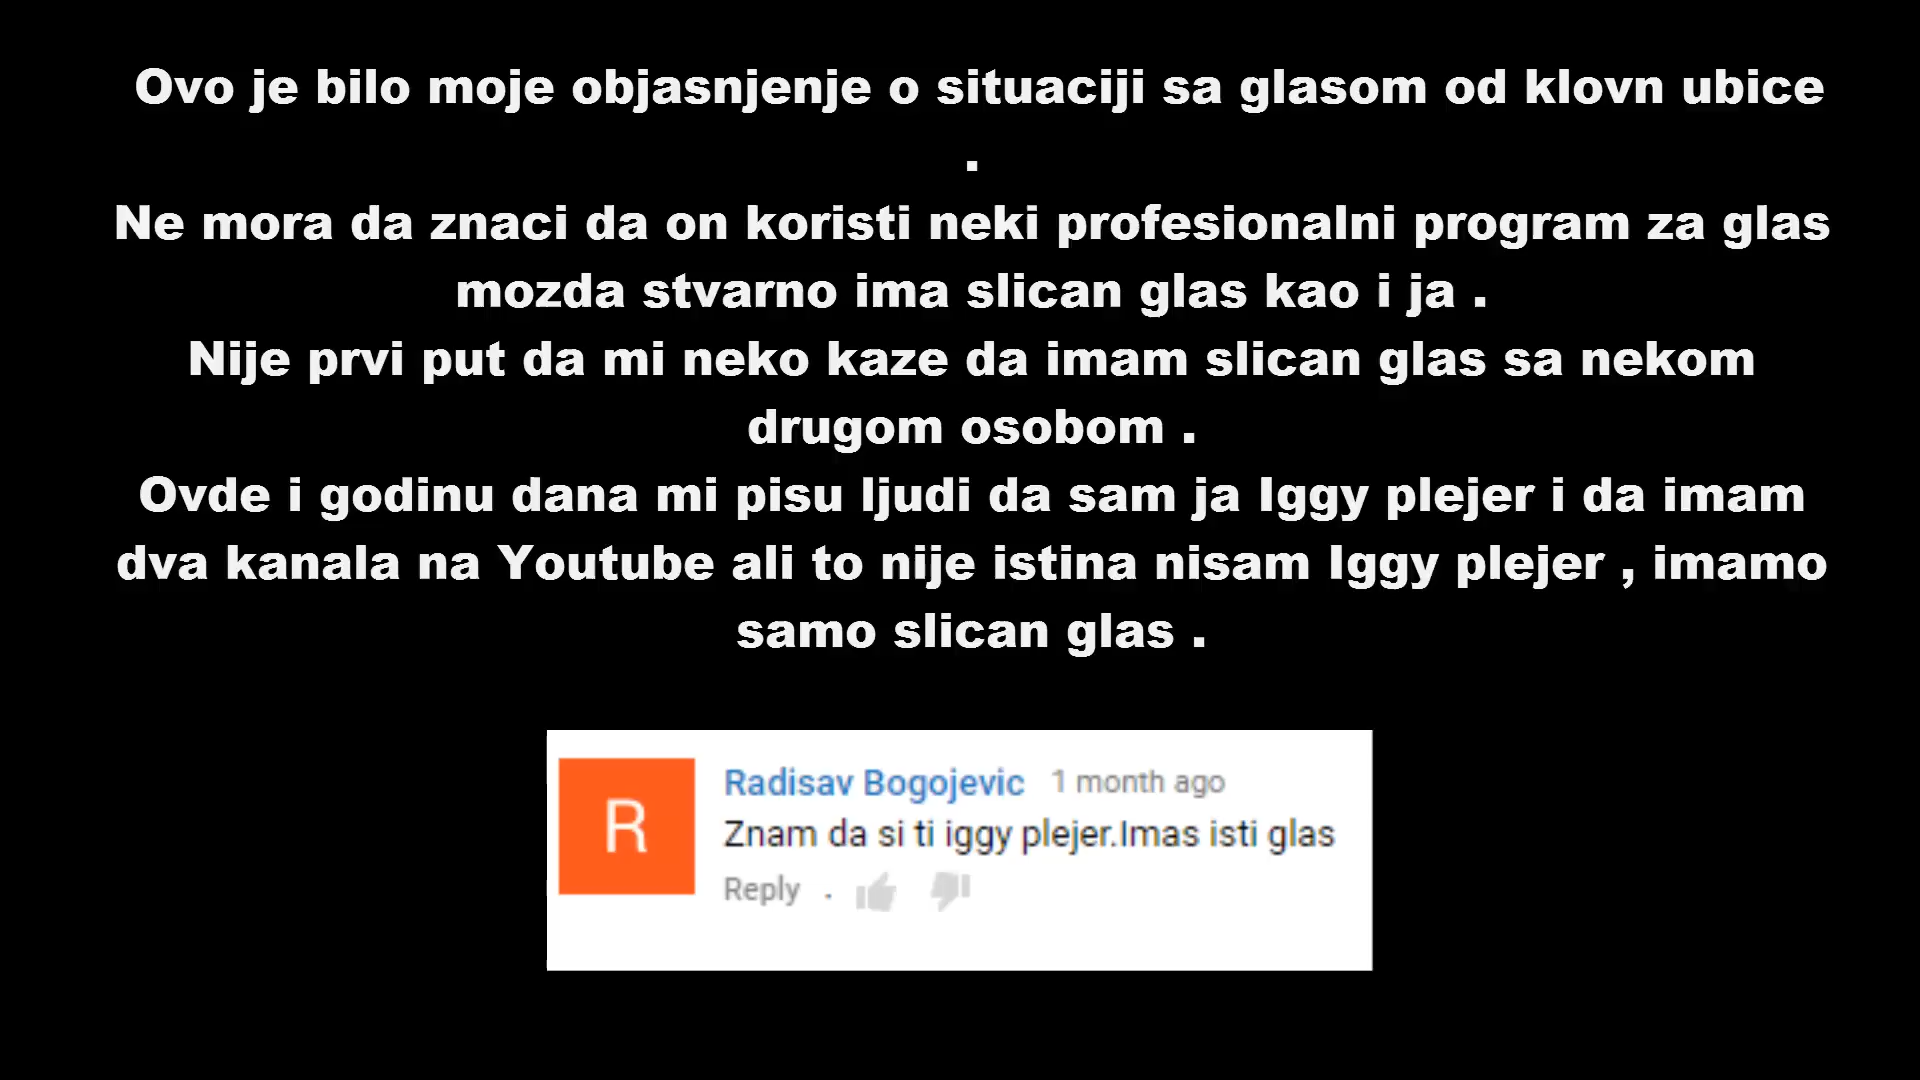 Ovo je bilo moje objasnjenje o situaciji sa glasom od klovn ubice
.
Ne mora da znaci da on koristi neki profesionalni program za glas
mozda stvarno ima slican glas kao i ja .
Nije prvi put da mi neko kaze da imam slican glas sa nekom
drugom osobom .
Ovde i godinu dana mi pisu ljudi da sam ja Iggy plejer i da imam
dva kanala na Youtube ali to nije istina nisam Iggy plejer , imamo
samo slican glas .
R
Radisav Bogojevic 1 month ago
Znam da si ti iggy plejer.Imas isti glas
Reply .